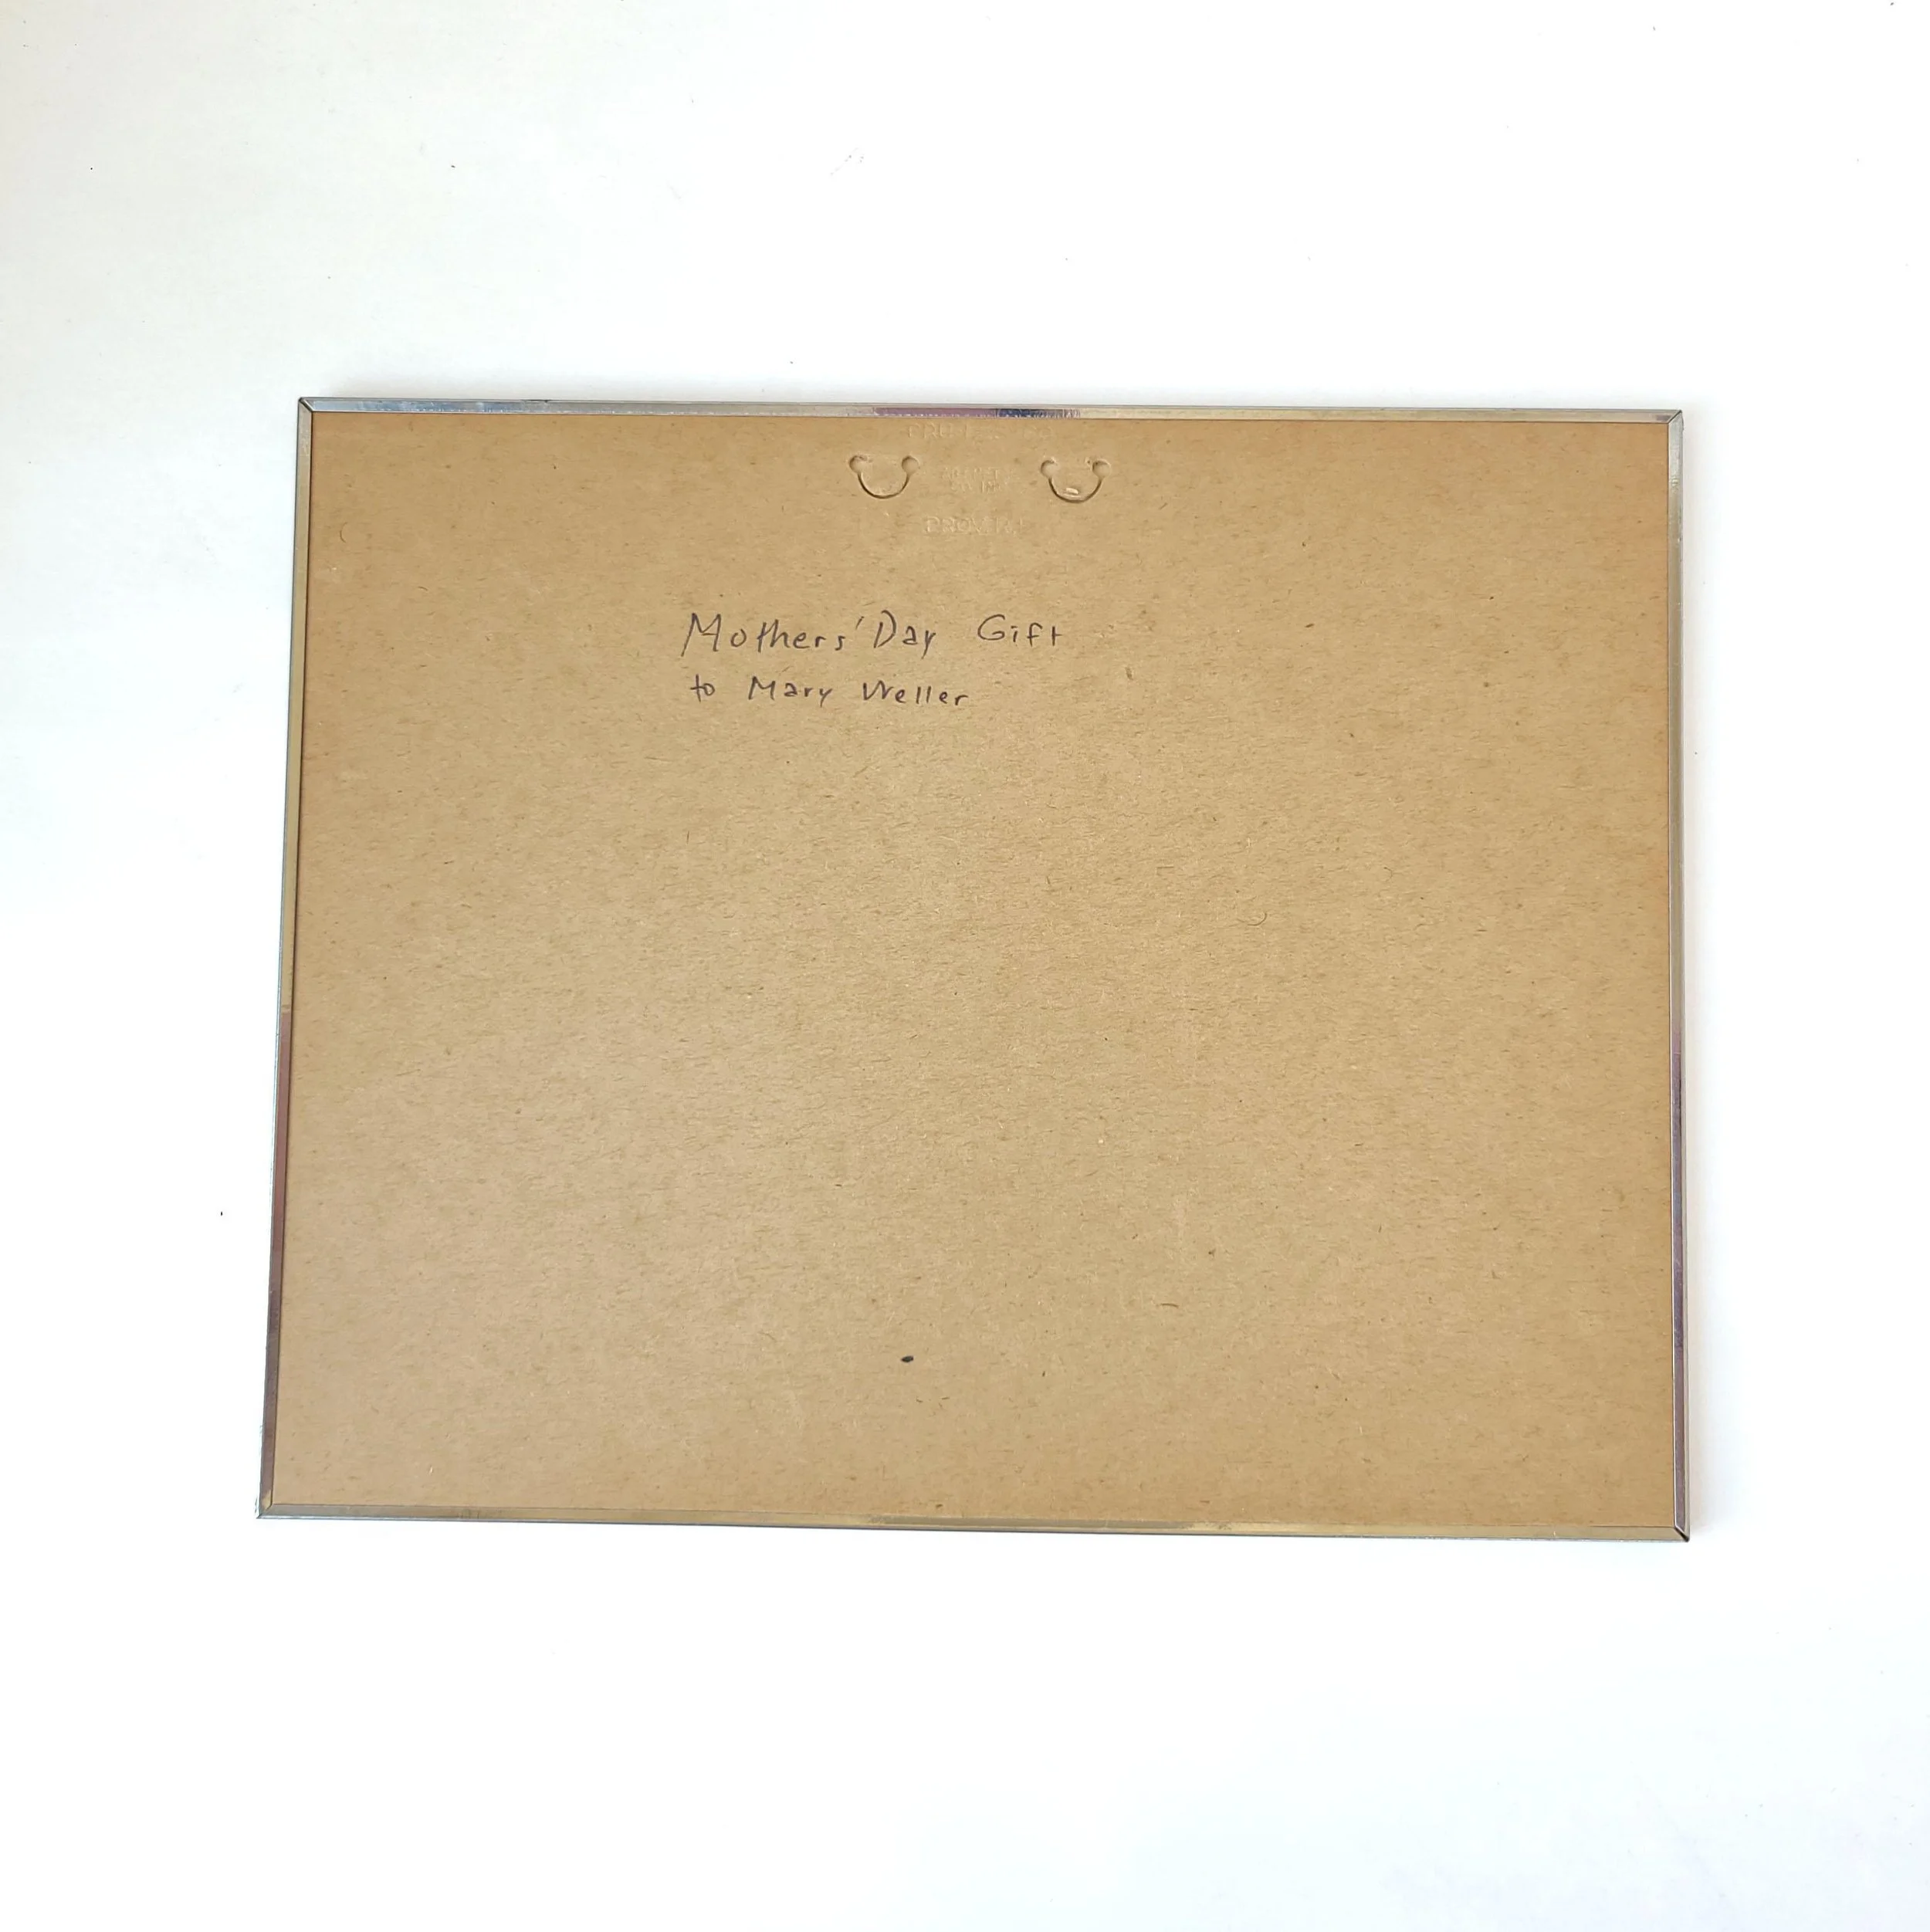 Mothers' Day Gift
to Mary Weller